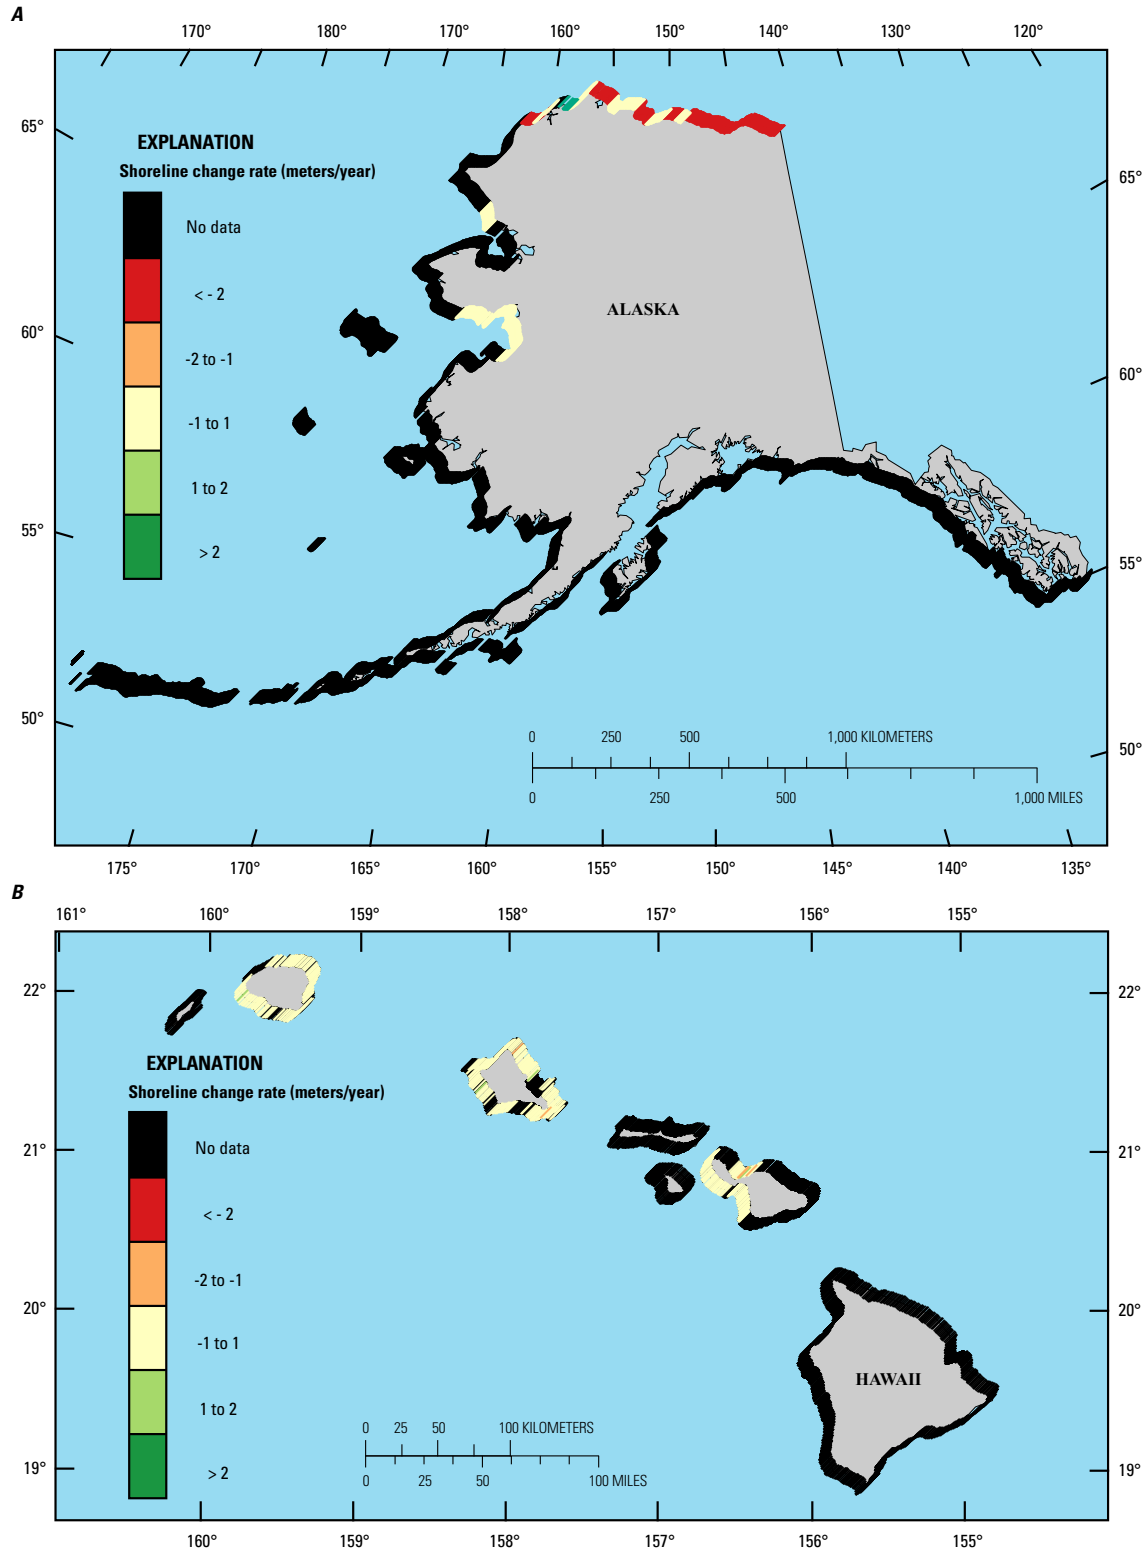 A
170° 180° 170° 160° 150° 140° 130° 120°
65°
EXPLANATION
Shoreline change rate (meters/year)
No data
< - 2
-2 to -1
-1 to 1
1 to 2
> 2
65°
ALASKA
60°
60°
55°
55°
50°
50°
0 250 500 1,000 KILOMETERS
0 250 500 1,000 MILES
175° 170° 165° 160° 155° 150° 145° 140° 135°
B
161° 160° 159° 158° 157° 156° 155°
22° 22°
EXPLANATION
Shoreline change rate (meters/year)
No data
< - 2
-2 to -1
-1 to 1
1 to 2
> 2
21° 21°
20° 20°
HAWAII
0 25 50 100 KILOMETERS
0 25 50 100 MILES
19° 19°
160° 159° 158° 157° 156° 155°